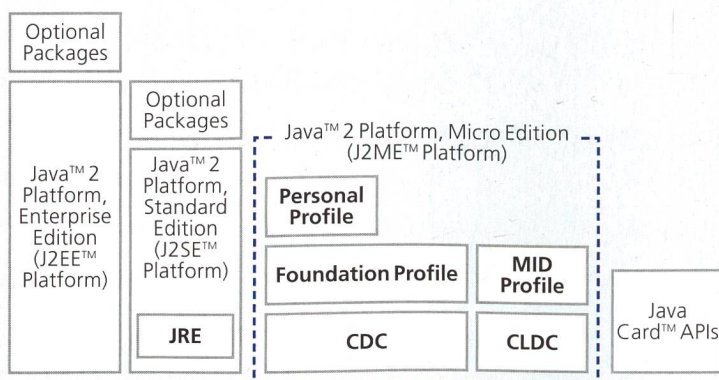 Optional
Packages
Java™ 2
Platform,
Enterprise
Edition
(J2EE™
Platform)
Optional
Packages
Java™ 2
Platform,
Standard
Edition
(J2SE™
Platform)
JRE
Java™ 2 Platform, Micro Edition
(J2ME™ Platform)
Personal
Profile
Foundation Profile
MID
Profile
CDC
CLDC
Java
Card™ APIs